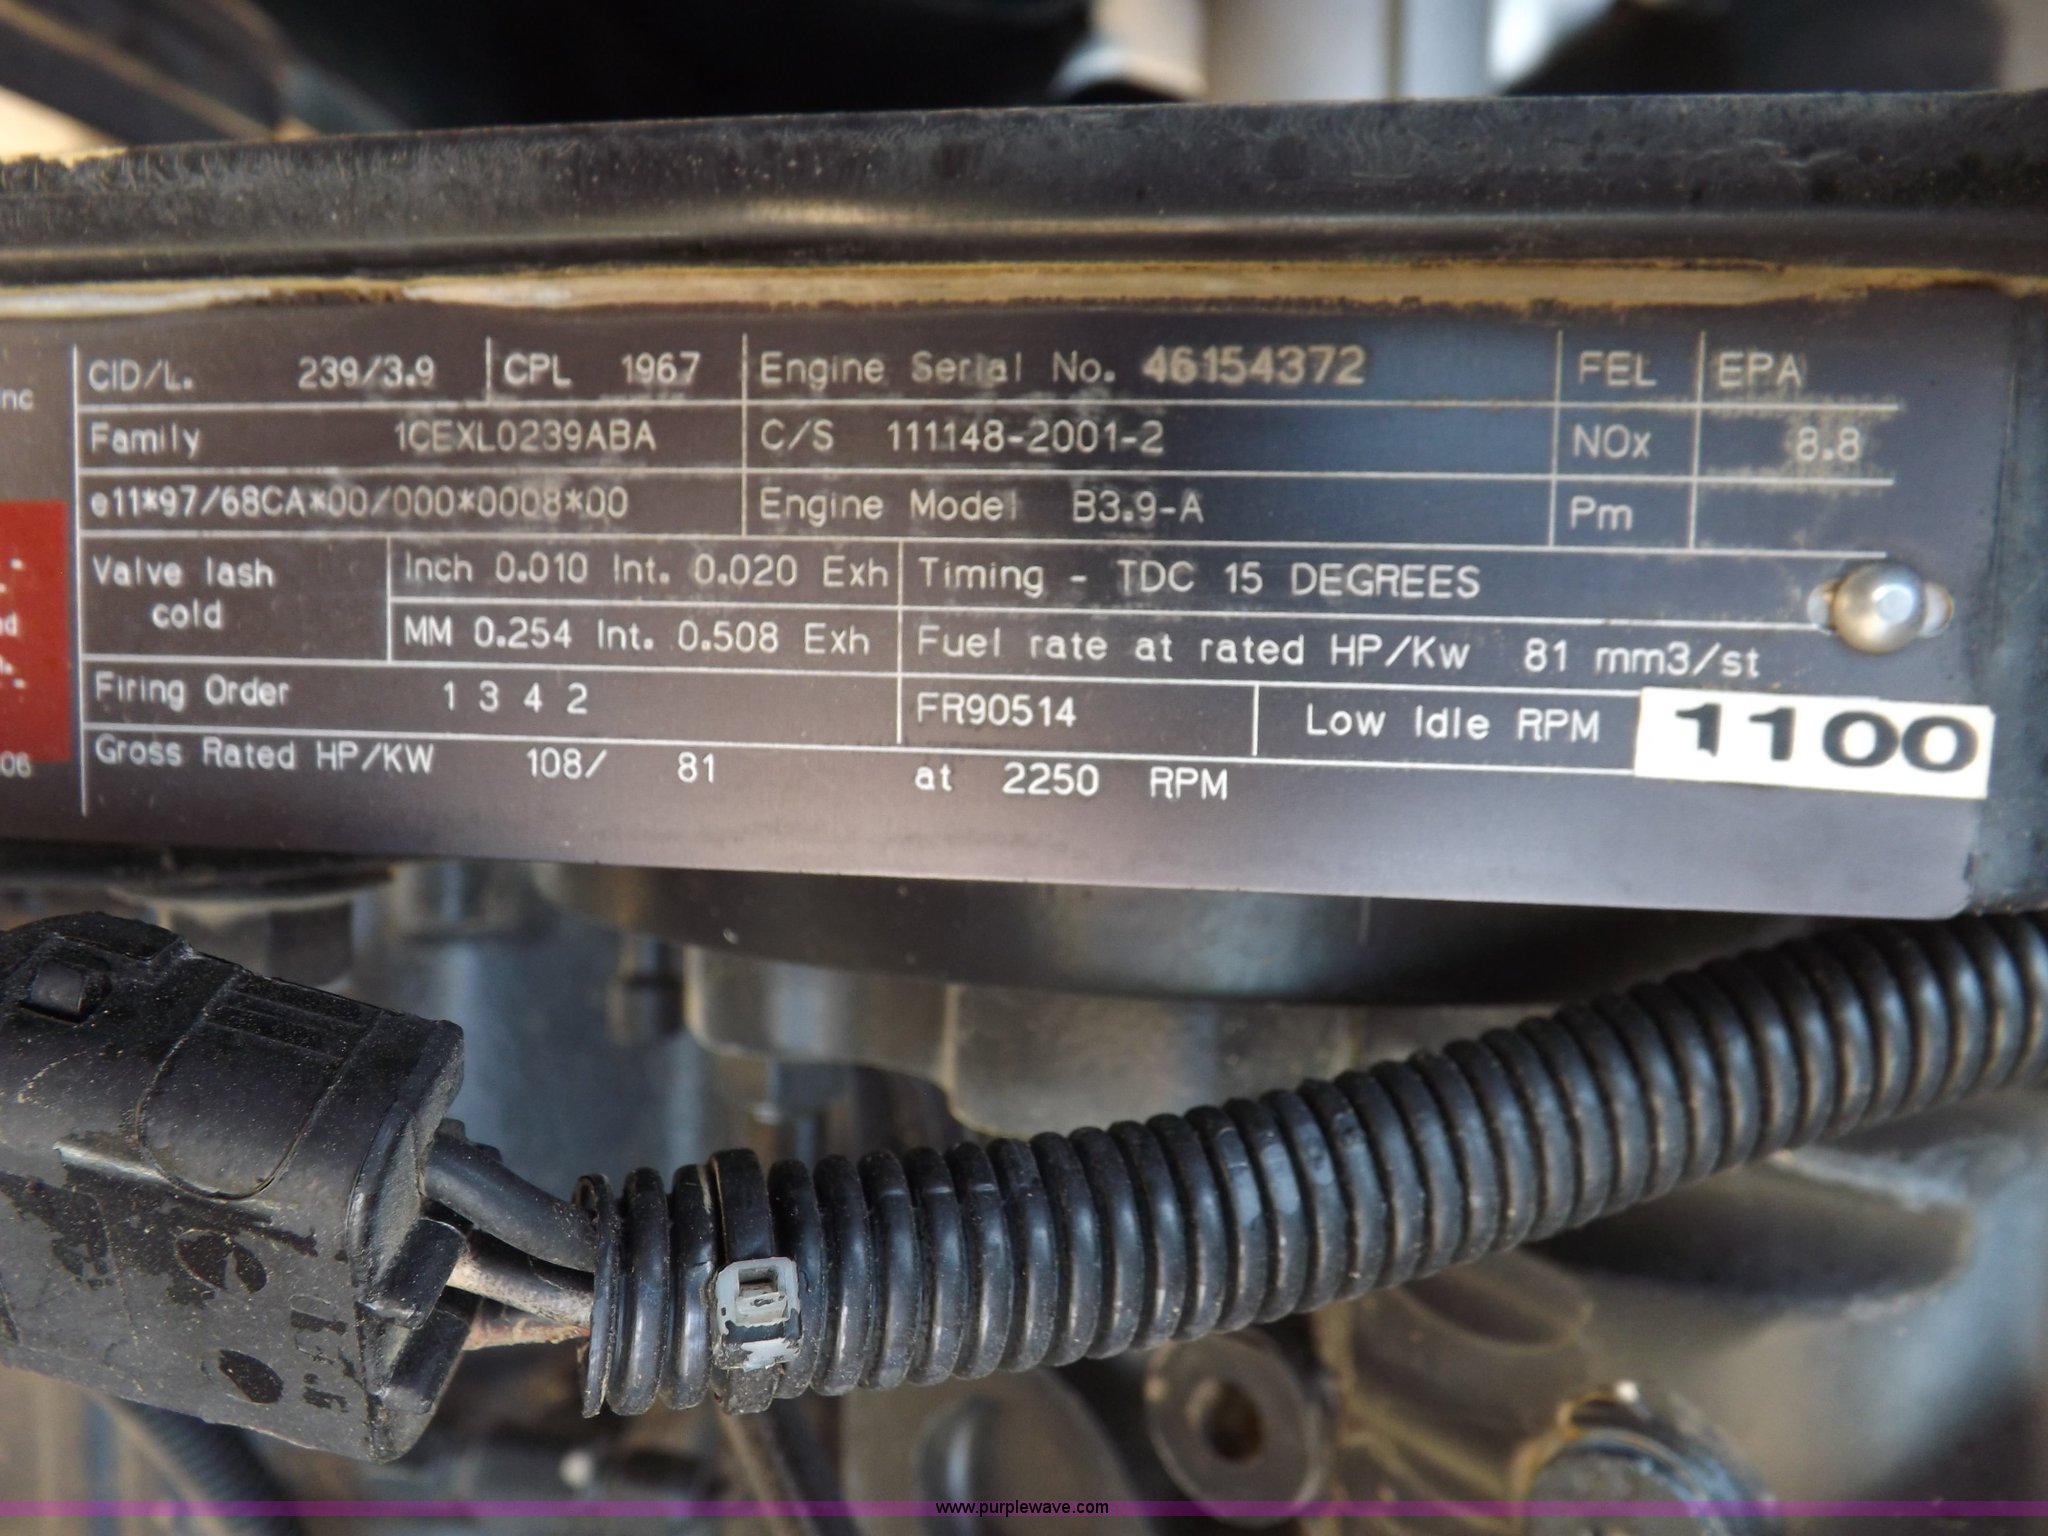 CID/L. 239/3.9 CPL 1967 Engine Serial No. 46154372 FEL EPA
nc
Family 1CEXL0239ABA C/S 111148-2001-2 NOx 8.8
e11*97/68CA*00/000*0008*00 Engine Model B3.9-A Pm
Valve lash cold Inch 0.010 Int. 0.020 Exh Timing - TDC 15 DEGREES
MM 0.254 Int. 0.508 Exh Fuel rate at rated HP/Kw 81 mm3/st
Firing Order 1 3 4 2 FR90514 Low Idle RPM 1100
06
Gross Rated HP/KW 108/ 81 at 2250 RPM
www.purplewave.com